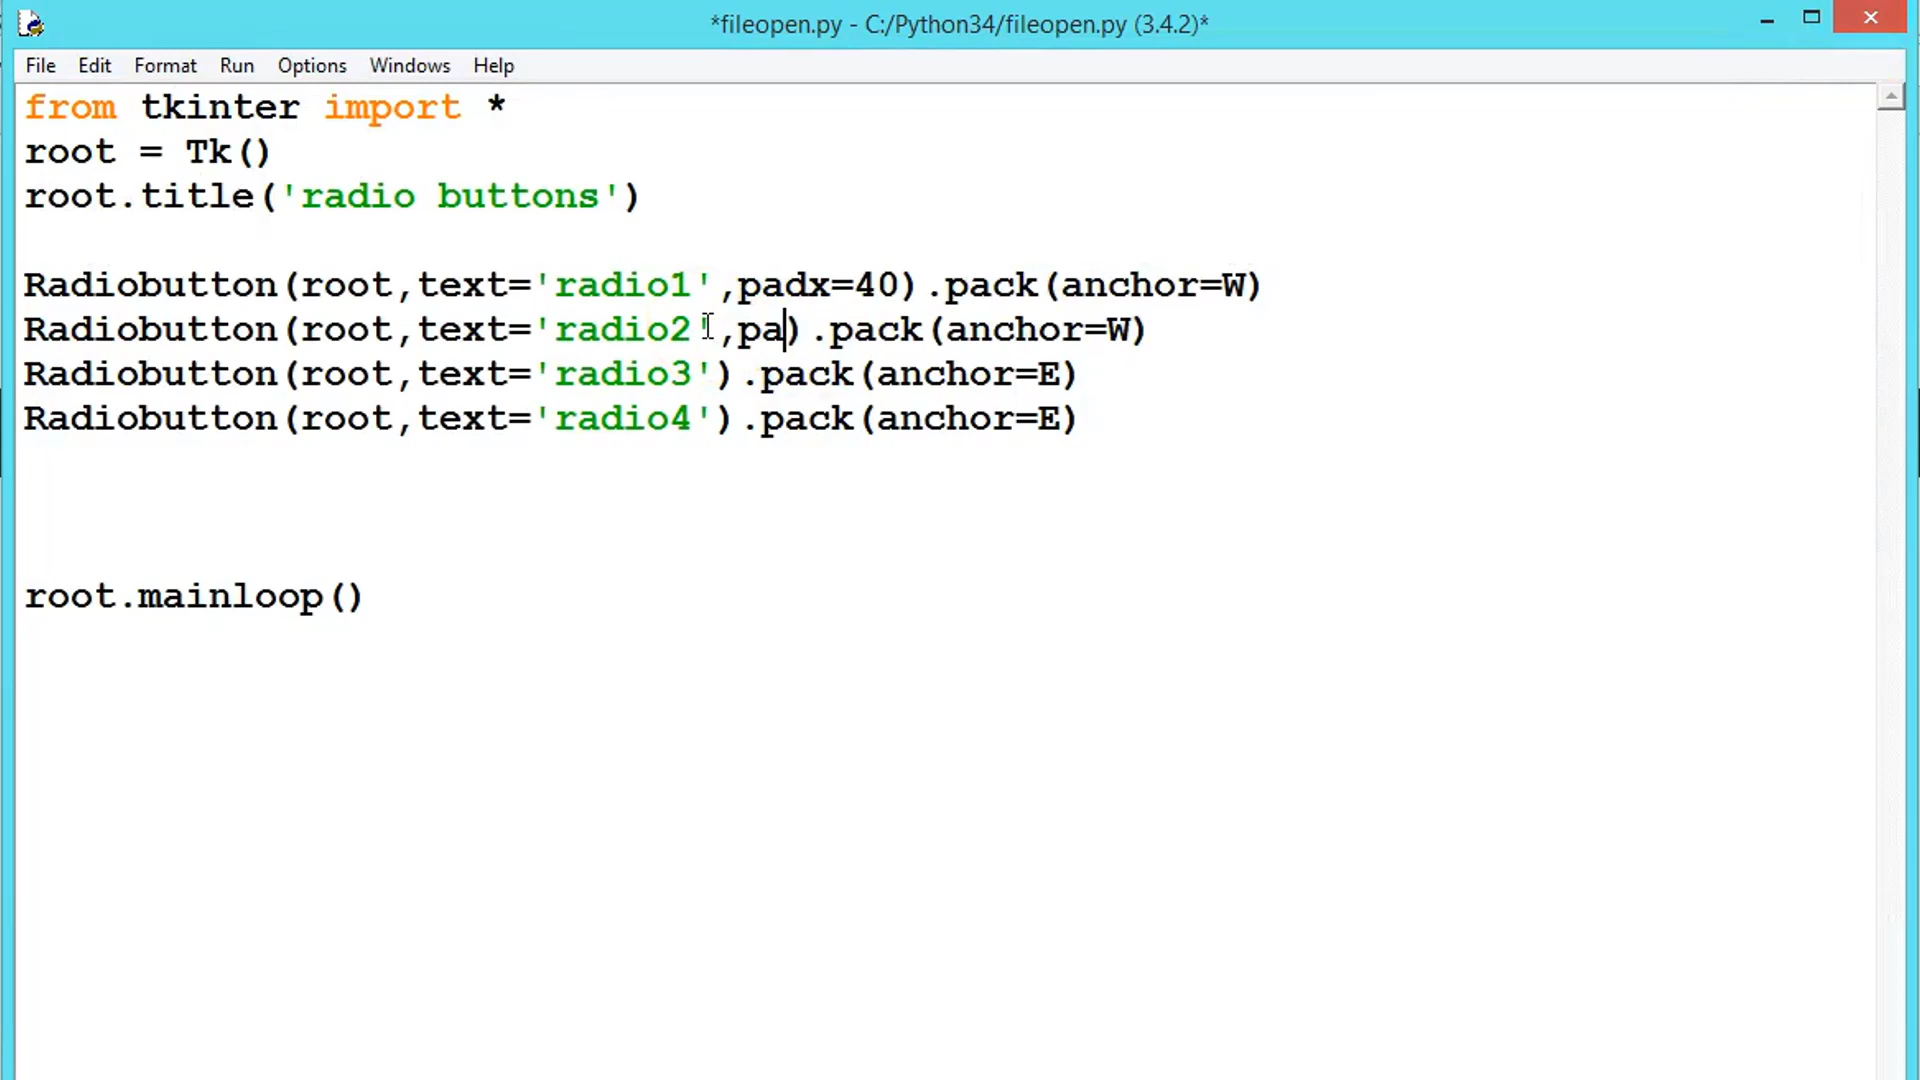 *fileopen.py - C:/Python34/fileopen.py (3.4.2)*
File Edit Format Run Options Windows Help
from tkinter import *
root = Tk()
root.title('radio buttons')
Radiobutton(root,text='radio1',padx=40).pack(anchor=W)
Radiobutton(root,text='radio2',pa).pack(anchor=W)
Radiobutton(root,text='radio3').pack(anchor=E)
Radiobutton(root,text='radio4').pack(anchor=E)
root.mainloop()